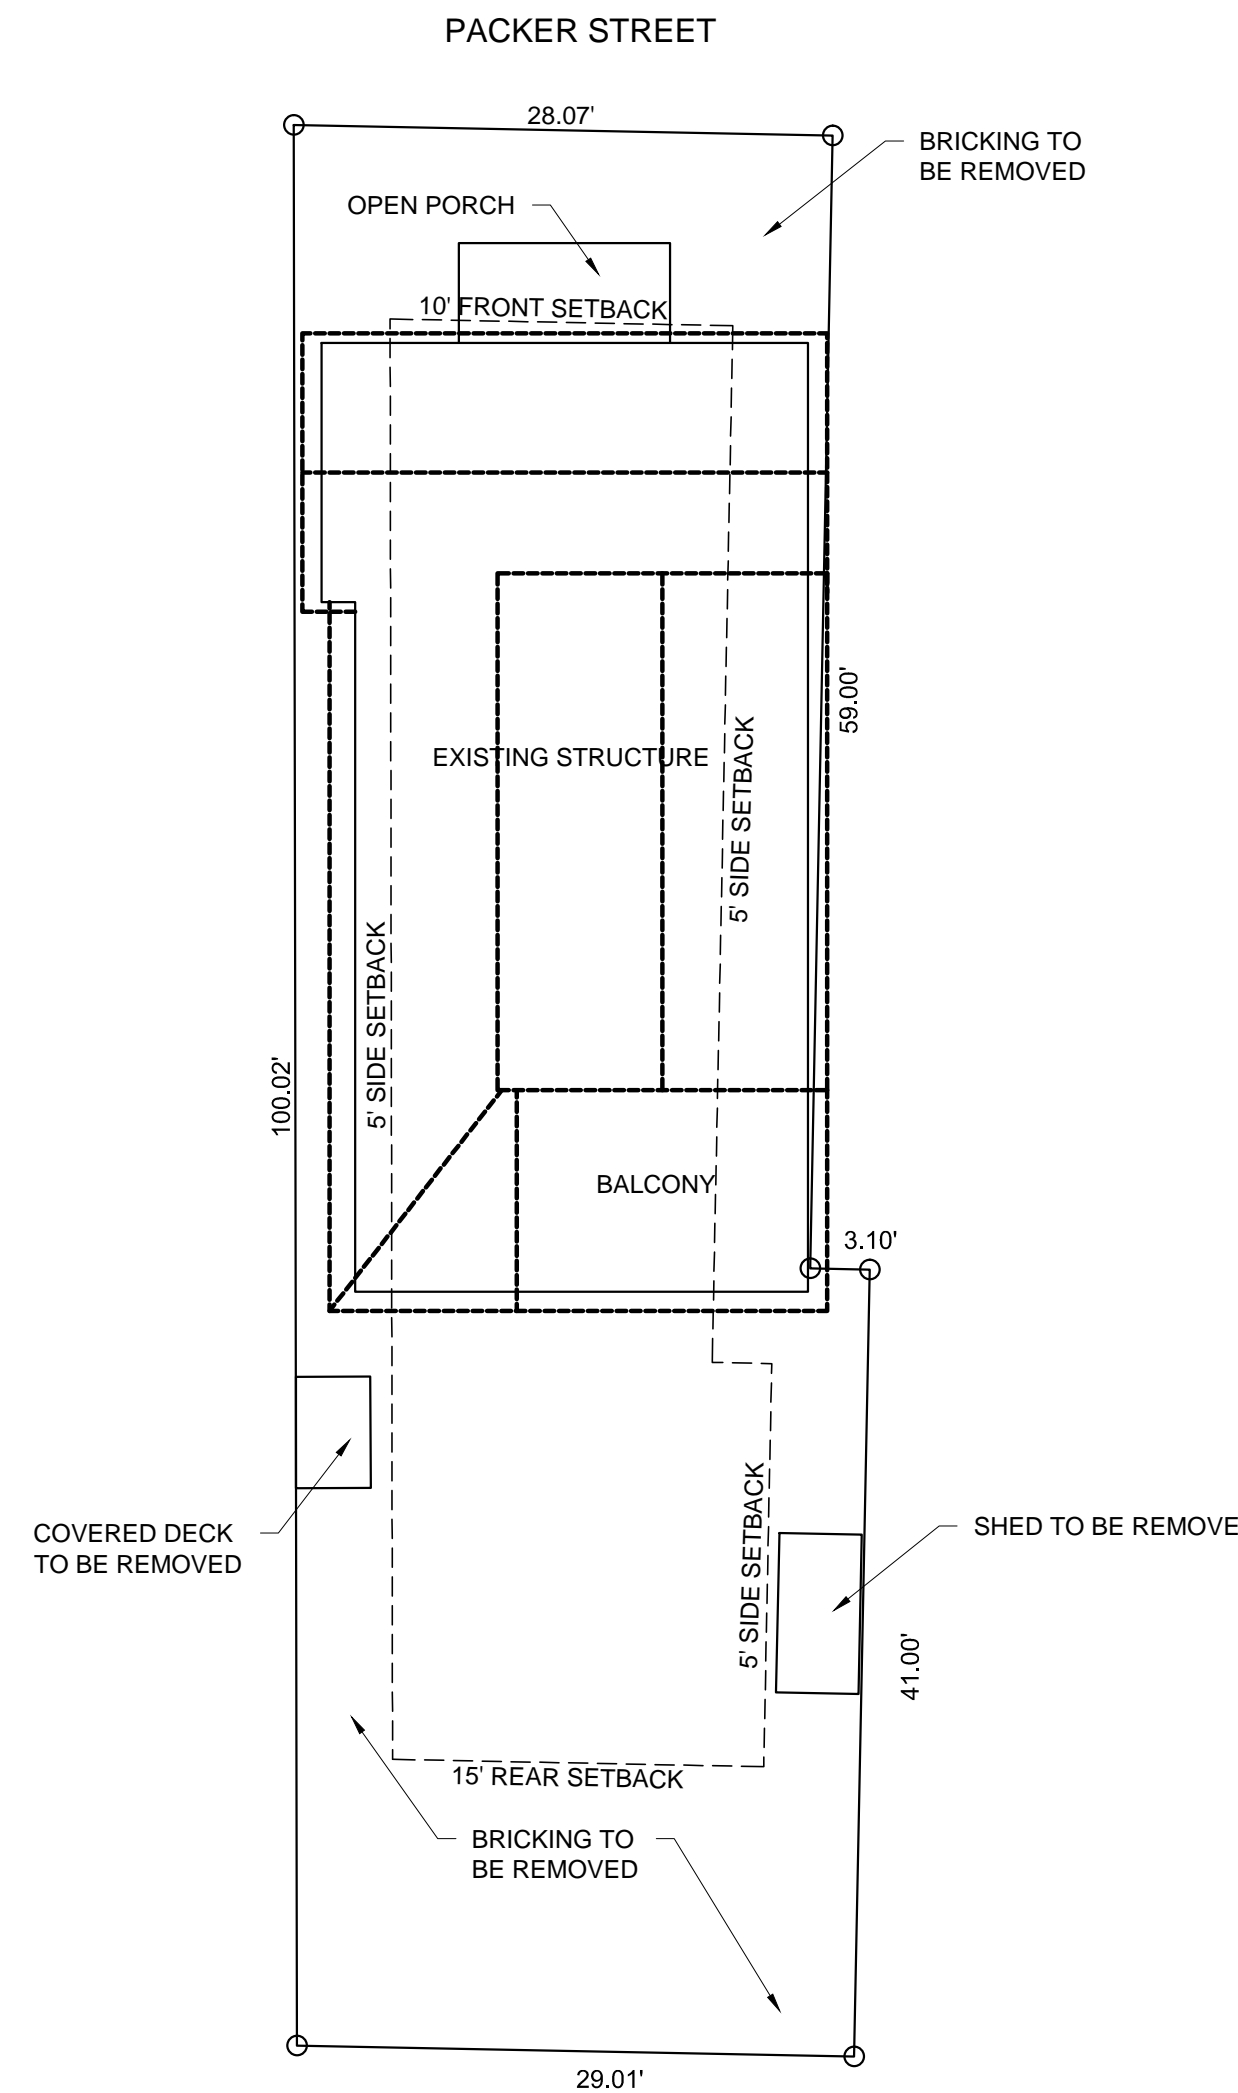 PACKER STREET
28.07'
BRICKING TO
BE REMOVED
OPEN PORCH
10' FRONT SETBACK
59.00'
EXISTING STRUCTURE
5' SIDE SETBACK
5' SIDE SETBACK
100.02'
BALCONY
3.10'
COVERED DECK
TO BE REMOVED
SHED TO BE REMOVE
5' SIDE SETBACK
41.00'
15' REAR SETBACK
BRICKING TO
BE REMOVED
29.01'